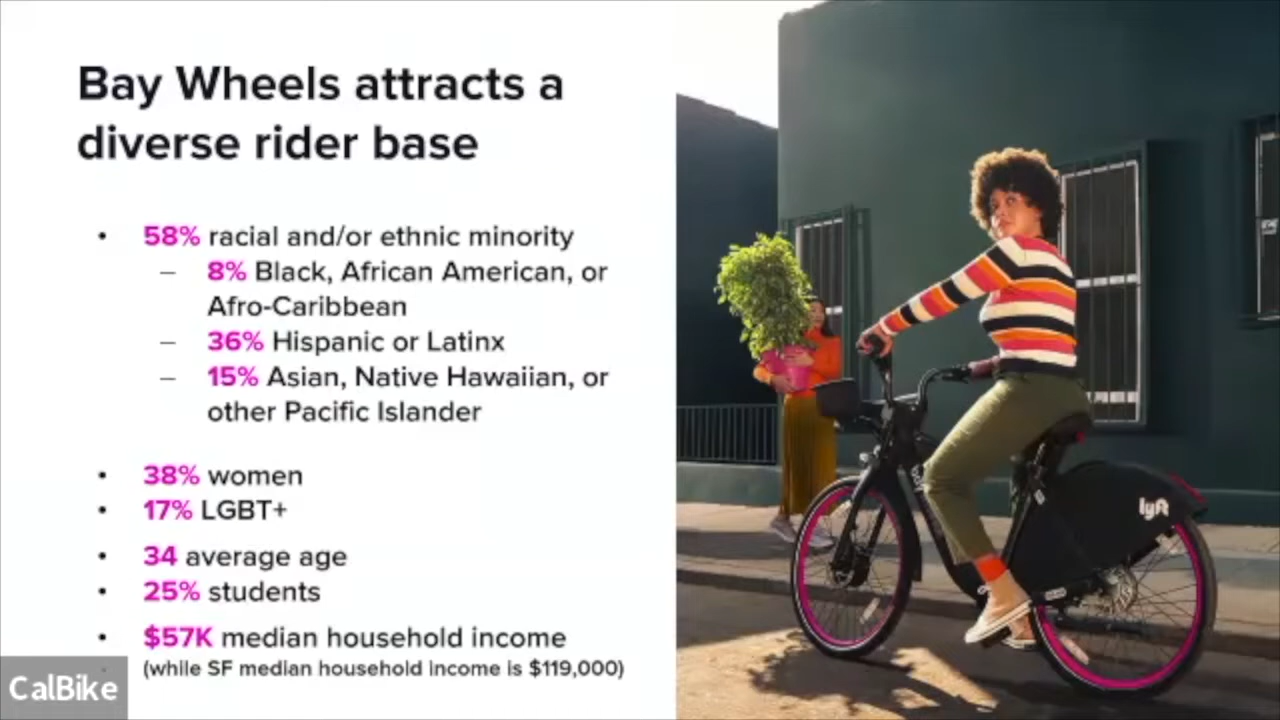 Bay Wheels attracts a
diverse rider base
• 58% racial and/or ethnic minority
– 8% Black, African American, or
Afro-Caribbean
– 36% Hispanic or Latinx
– 15% Asian, Native Hawaiian, or
other Pacific Islander
• 38% women
• 17% LGBT+
• 34 average age
• 25% students
• $57K median household income
(while SF median household income is $119,000)
CalBike
lyft